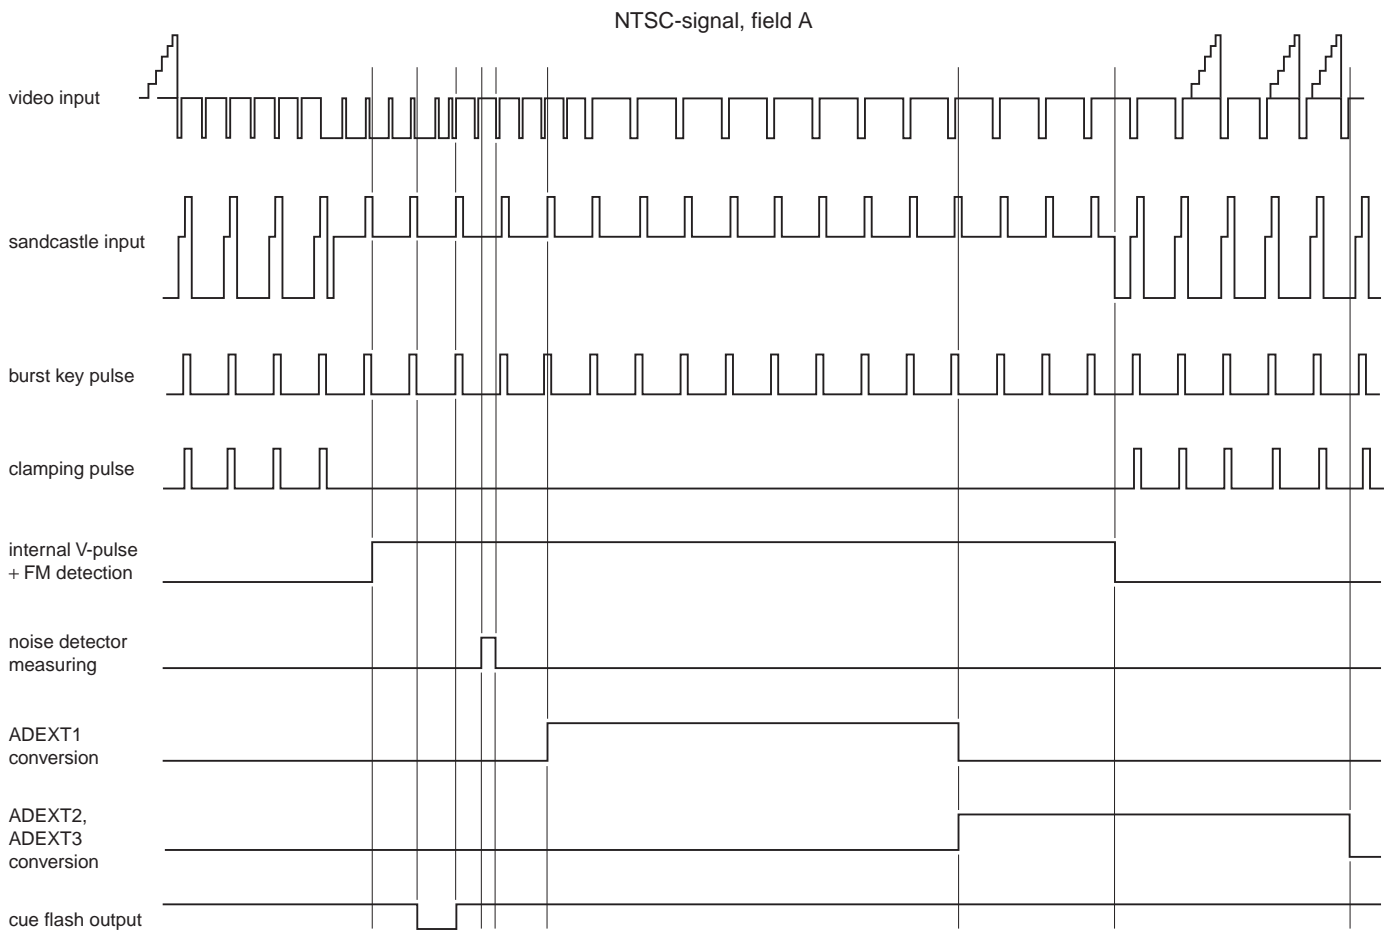 NTSC-signal, field A
video input
sandcastle input
burst key pulse
clamping pulse
internal V-pulse
+ FM detection
noise detector
measuring
ADEXT1
conversion
ADEXT2,
ADEXT3
conversion
cue flash output